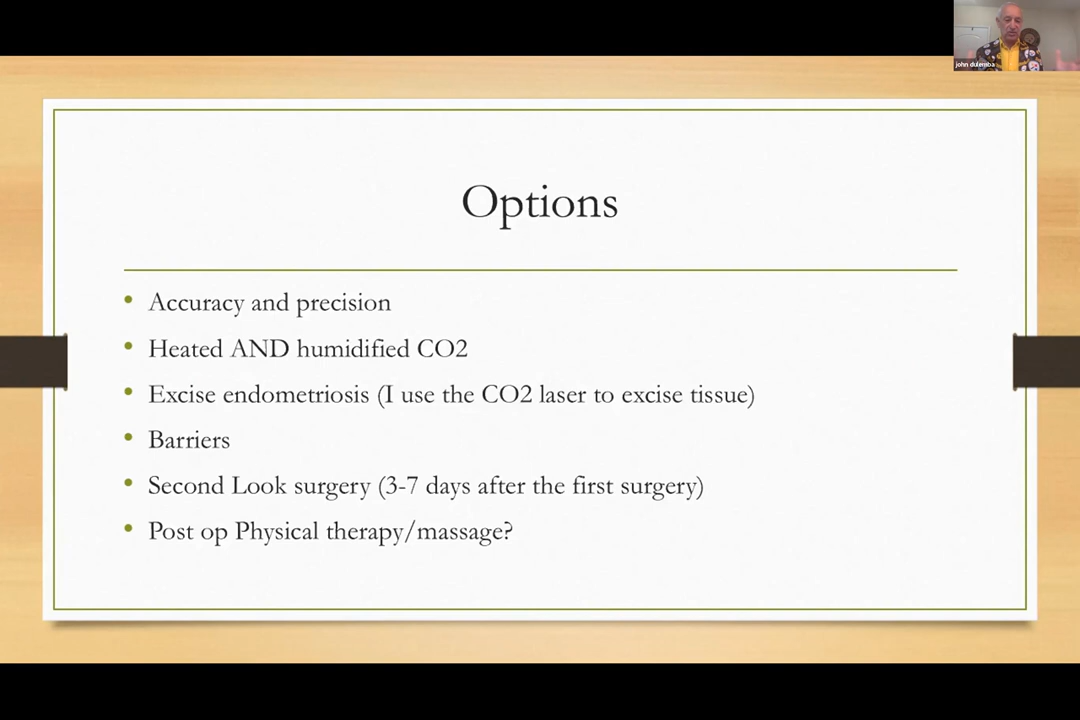 john dulemba
Options
Accuracy and precision
Heated AND humidified CO2
Excise endometriosis (I use the CO2 laser to excise tissue)
Barriers
Second Look surgery (3-7 days after the first surgery)
Post op Physical therapy/massage?